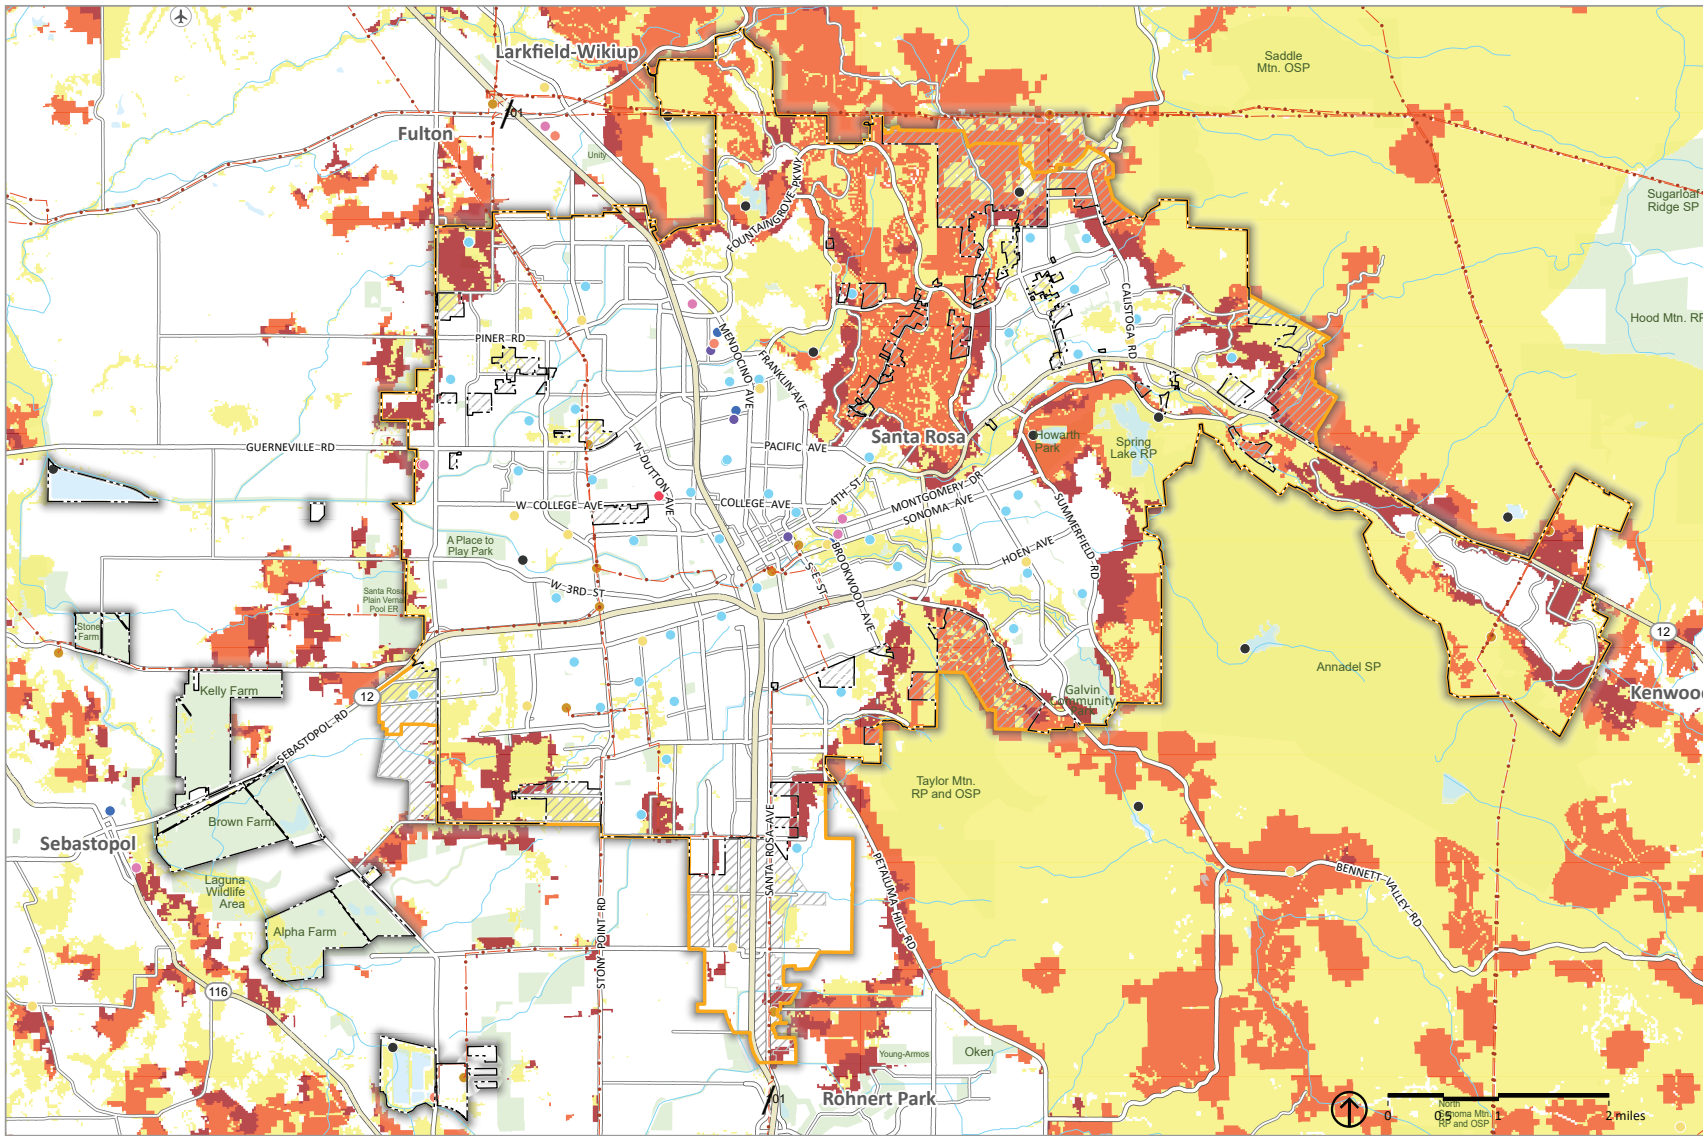 Larkfield-Wikiup
Saddle
Mtn. OSP
101
Fulton
Unity
Sugarloaf
Ridge SP
FOUNTAINGROVE PKWY
Hood Mtn. RP
CALISTOGA RD
PINER RD
MENDOCINO AVE
FRANKLIN AVE
Santa Rosa
Howarth
Park
Spring
Lake RP
GUERNEVILLE RD
PACIFIC AVE
N DUTTON AVE
4TH ST
MONTGOMERY DR
SONOMA AVE
W COLLEGE AVE
COLLEGE AVE
A Place to
Play Park
HOEN AVE
SUMMERFIELD RD
BROOKWOOD AVE
S E ST
W 3RD ST
Santa Rosa
Plain Vernal
Pool ER
Stone
Farm
12
Annadel SP
Kenwood
Kelly Farm
12
Galvin
Community
SEBASTOPOL RD
Taylor Mtn.
RP and OSP
Brown Farm
Sebastopol
SANTA ROSA AVE
PETALUMA HILL RD
BENNETT VALLEY RD
Laguna
Wildlife
Area
Alpha Farm
STONY POINT RD
116
Young-Armos
Oken
101
Rohnert Park
North
Sonoma Mtn.
RP and OSP
0
0.5
1
2 miles